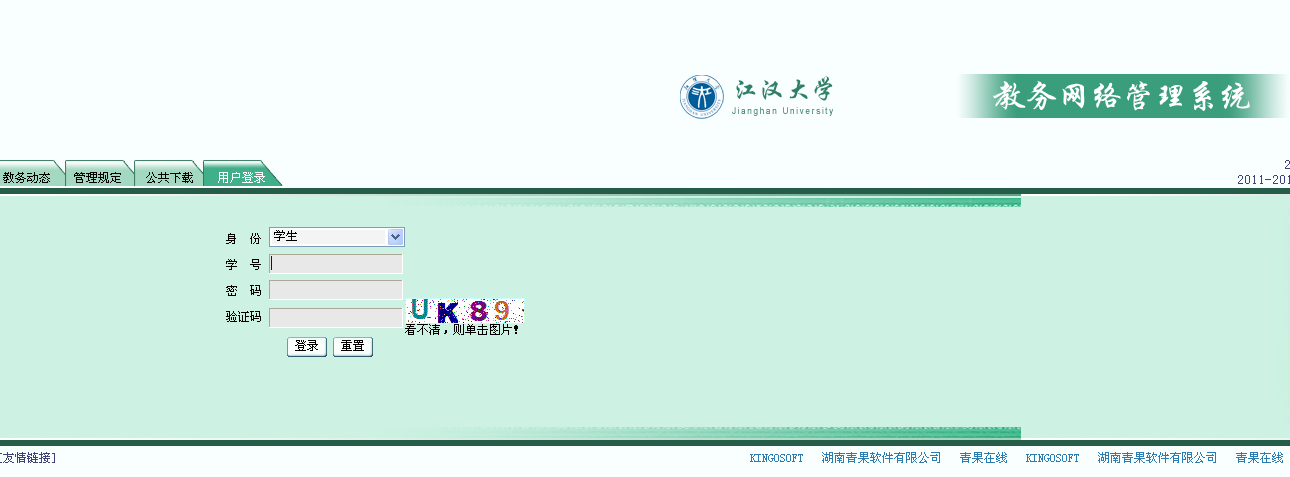 江汉大学
Jianghan University
教务网络管理系统
教务动态 管理规定 公共下载 用户登录
2
2011-201
身 份 学生
学 号
密 码
验证码 UK89
看不清，则单击图片！
登录 重置
[友情链接] KINGOSOFT 湖南青果软件有限公司 青果在线 KINGOSOFT 湖南青果软件有限公司 青果在线